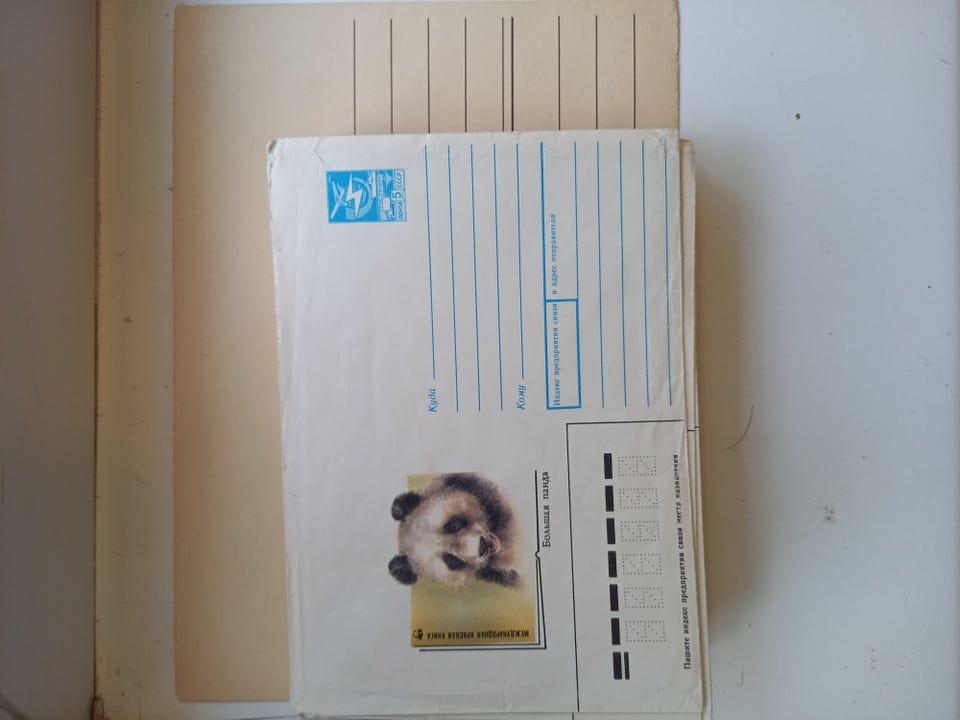 МЕЖДУНАРОДНАЯ КРАСНАЯ КНИГА
Большая панда
ПОЧТА 5 СССР
Куда
Кому
Индекс предприятия связи и адрес отправителя
Пишите индекс предприятия связи места назначения